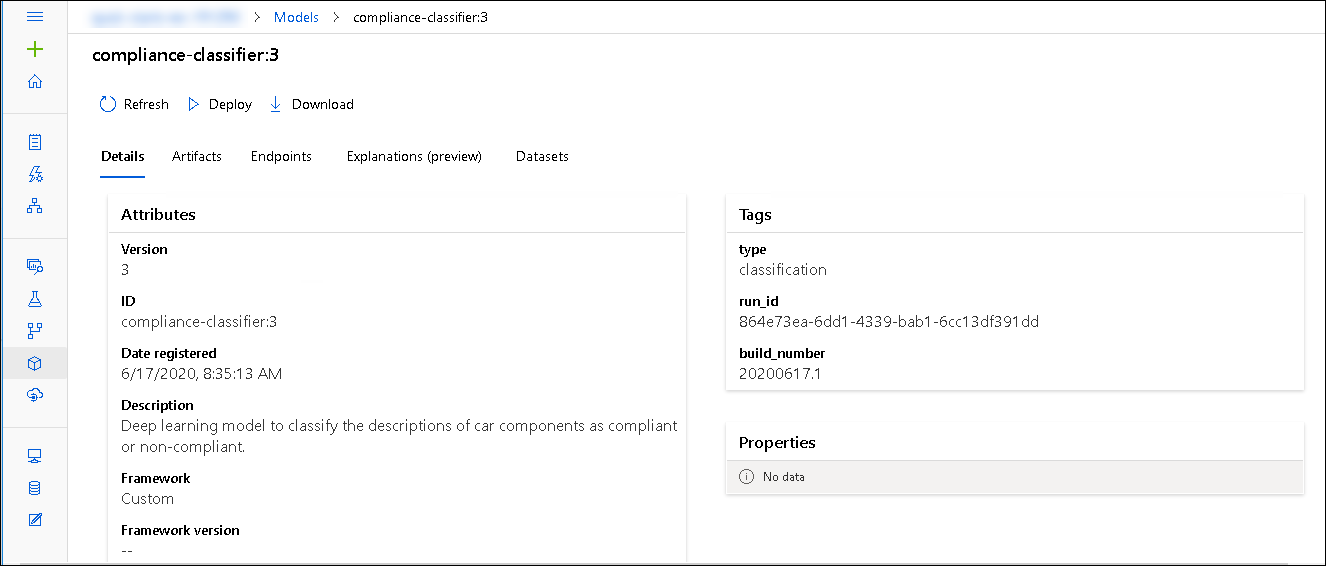 > Models > compliance-classifier:3
compliance-classifier:3
Refresh Deploy Download
Details Artifacts Endpoints Explanations (preview) Datasets
Attributes
Version
3
ID
compliance-classifier:3
Date registered
6/17/2020, 8:35:13 AM
Description
Deep learning model to classify the descriptions of car components as compliant
or non-compliant.
Framework
Custom
Framework version
--
Tags
type
classification
run_id
864e73ea-6dd1-4339-bab1-6cc13df391dd
build_number
20200617.1
Properties
No data